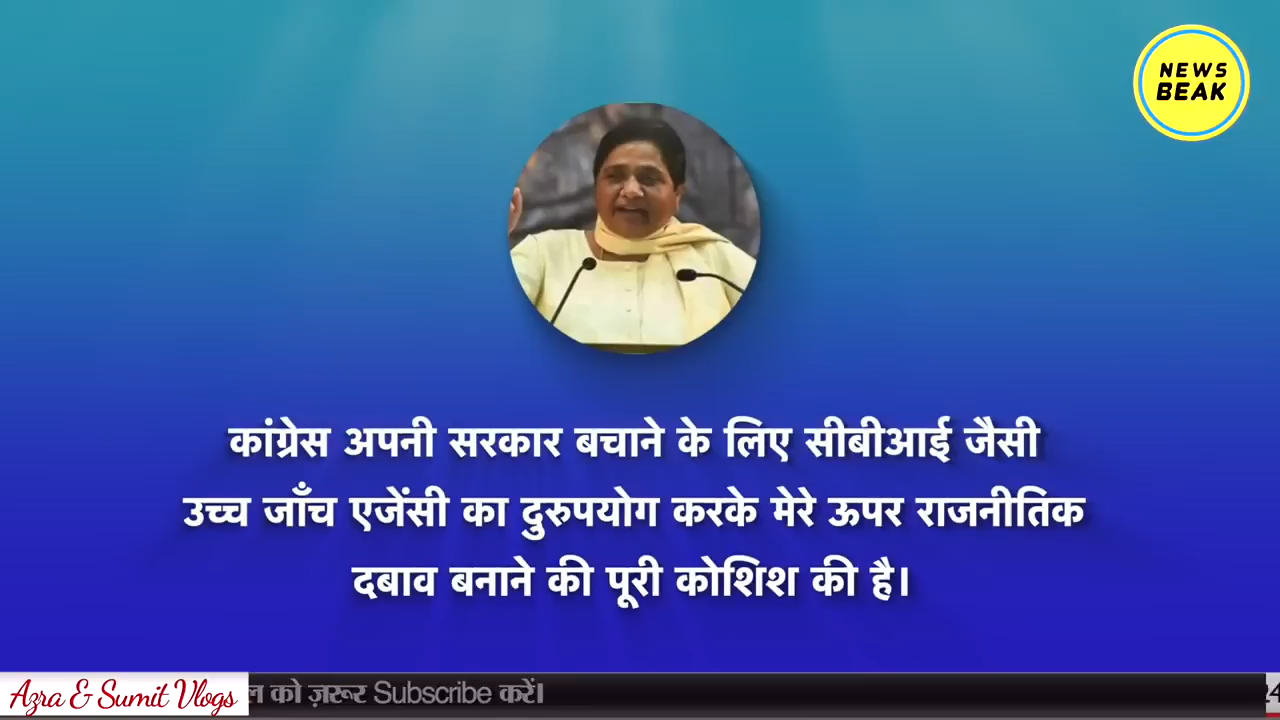 NEWS
BEAK
कांग्रेस अपनी सरकार बचाने के लिए सीबीआई जैसी
उच्च जाँच एजेंसी का दुरुपयोग करके मेरे ऊपर राजनीतिक
दबाव बनाने की पूरी कोशिश की है।
Azra & Sumit Vlogs
को ज़रूर Subscribe करें।